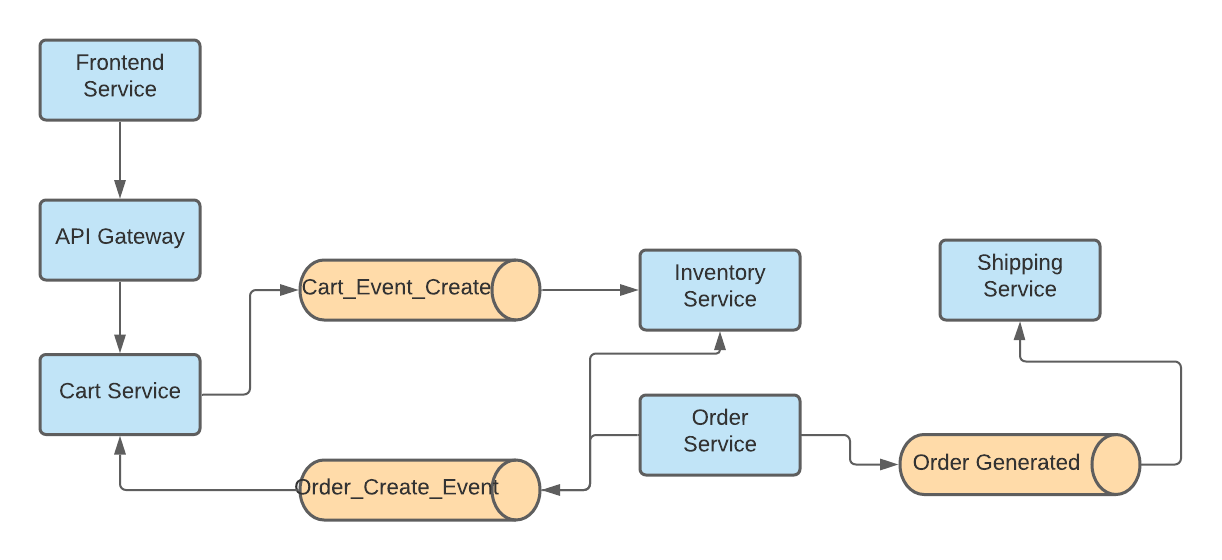 Frontend
Service
API Gateway
Cart Service
Cart_Event_Create
Order_Create_Event
Inventory
Service
Order
Service
Shipping
Service
Order Generated